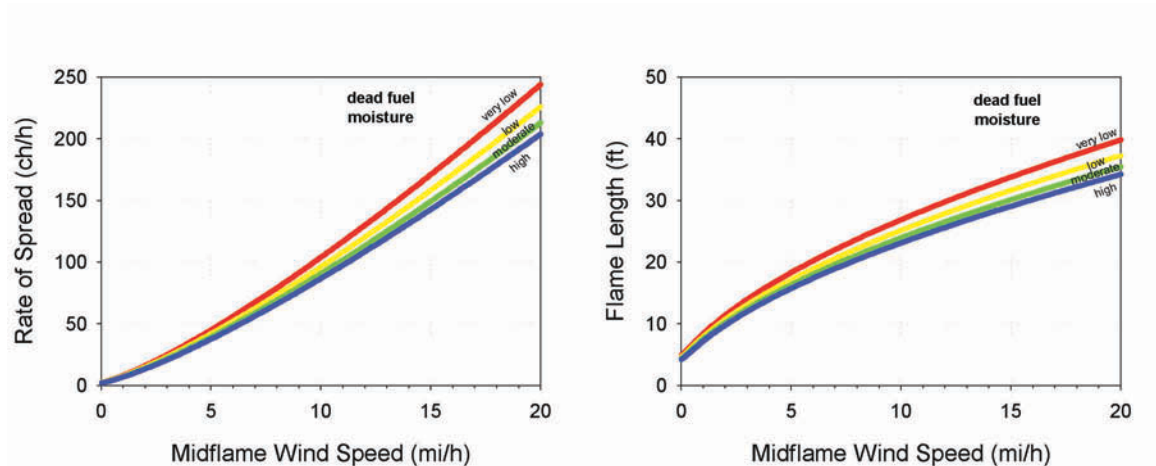 Rate of Spread (ch/h)
250
200
150
100
50
0
dead fuel
moisture
very low
low
moderate
high
0 5 10 15 20
Midflame Wind Speed (mi/h)
Flame Length (ft)
50
40
30
20
10
0
dead fuel
moisture
very low
low
moderate
high
0 5 10 15 20
Midflame Wind Speed (mi/h)